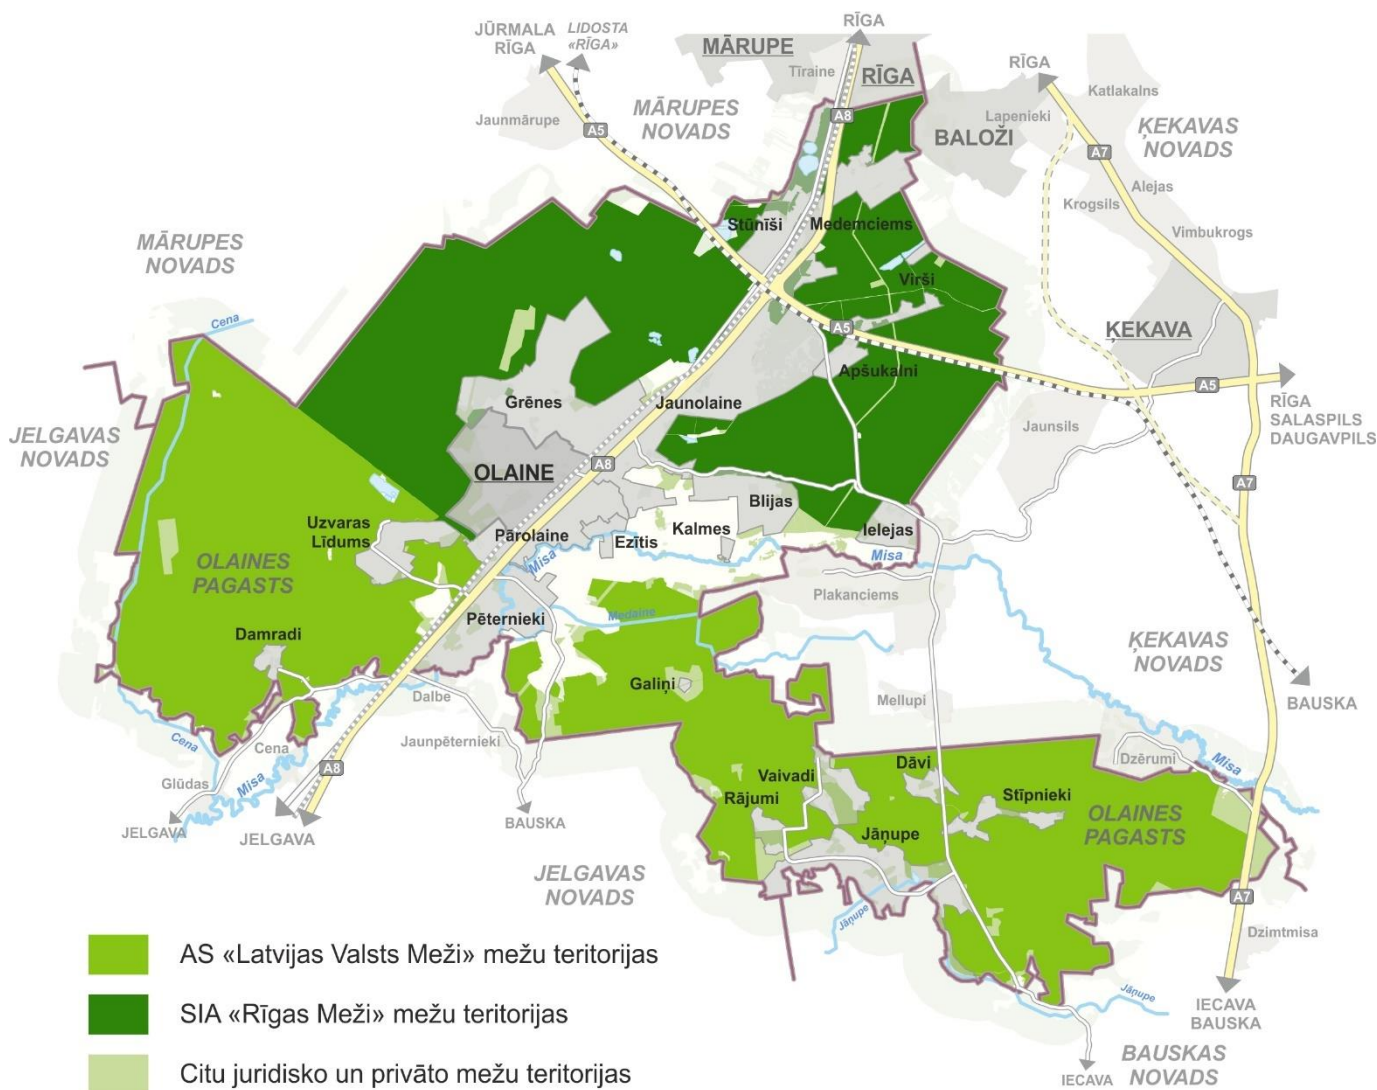 RĪGA
JŪRMALA
RĪGA
LIDOSTA
«RĪGA»
MĀRUPE
Tīraine
RĪGA
RĪGA
Katlakalns
MĀRUPES
NOVADS
Jaunmārupe
A5
A8
Lapenieki
BALOŽI
ĶEKAVAS
NOVADS
A7
Alejas
Krogsils
Vimbukrogs
Stūnīši
Medemciems
MĀRUPES
NOVADS
Virši
Cena
A5
ĶEKAVA
Apšukalni
A5
RĪGA
SALASPILS
DAUGAVPILS
Grēnes
Jaunolaine
JELGAVAS
NOVADS
Jaunsils
OLAINE
A8
A7
Blijas
Uzvaras
Līdums
Pārolaine
Ezītis
Kalmes
Ielejas
Misa
Misa
OLAINES
PAGASTS
Plakanciems
Pēternieki
Medaine
Damradi
ĶEKAVAS
NOVADS
Galiņi
Dalbe
Mellupi
BAUSKA
Jaunpēternieki
Cena
Cena
Glūdas
Misa
A8
Vaivadi
Dāvi
Dzērumi
Misa
Rājumi
Stīpnieki
OLAINES
PAGASTS
JELGAVA
JELGAVA
BAUSKA
Jāņupe
JELGAVAS
NOVADS
A7
Jāņupe
Dzimtmisa
AS «Latvijas Valsts Meži» mežu teritorijas
Jāņupe
IECAVA
BAUSKA
SIA «Rīgas Meži» mežu teritorijas
BAUSKAS
NOVADS
IECAVA
Citu juridisko un privāto mežu teritorijas